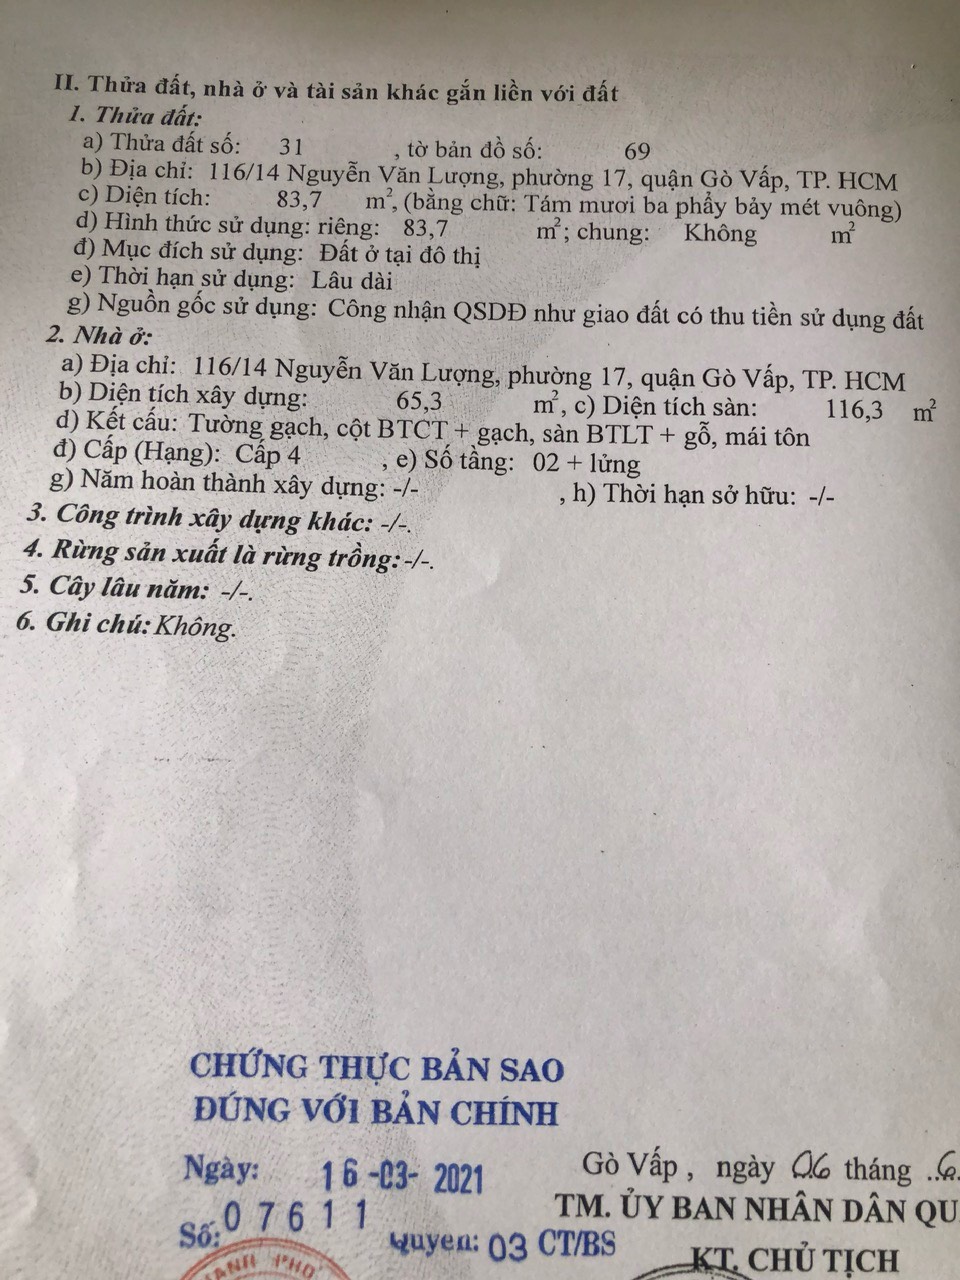 II. Thửa đất, nhà ở và tài sản khác gắn liền với đất
1. Thửa đất:
a) Thửa đất số: 31 , tờ bản đồ số: 69
b) Địa chỉ: 116/14 Nguyễn Văn Lượng, phường 17, quận Gò Vấp, TP. HCM
c) Diện tích: 83,7 m², (bằng chữ: Tám mươi ba phẩy bảy mét vuông)
d) Hình thức sử dụng: riêng: 83,7 m²; chung: Không m²
đ) Mục đích sử dụng: Đất ở tại đô thị
e) Thời hạn sử dụng: Lâu dài
g) Nguồn gốc sử dụng: Công nhận QSDĐ như giao đất có thu tiền sử dụng đất
2. Nhà ở:
a) Địa chỉ: 116/14 Nguyễn Văn Lượng, phường 17, quận Gò Vấp, TP. HCM
b) Diện tích xây dựng: 65,3 m², c) Diện tích sàn: 116,3 m²
d) Kết cấu: Tường gạch, cột BTCT + gạch, sàn BTLT + gỗ, mái tôn
đ) Cấp (Hạng): Cấp 4 , e) Số tầng: 02 + lửng
g) Năm hoàn thành xây dựng: -/- , h) Thời hạn sở hữu: -/-
3. Công trình xây dựng khác: -/-.
4. Rừng sản xuất là rừng trồng: -/-.
5. Cây lâu năm: -/-.
6. Ghi chú: Không.
CHỨNG THỰC BẢN SAO
ĐÚNG VỚI BẢN CHÍNH
Ngày: 16-03-2021
Số: 07611 Quyển: 03 CT/BS
Gò Vấp, ngày 06 tháng ..6.
TM. ỦY BAN NHÂN DÂN QU
KT. CHỦ TỊCH
ANH PHO